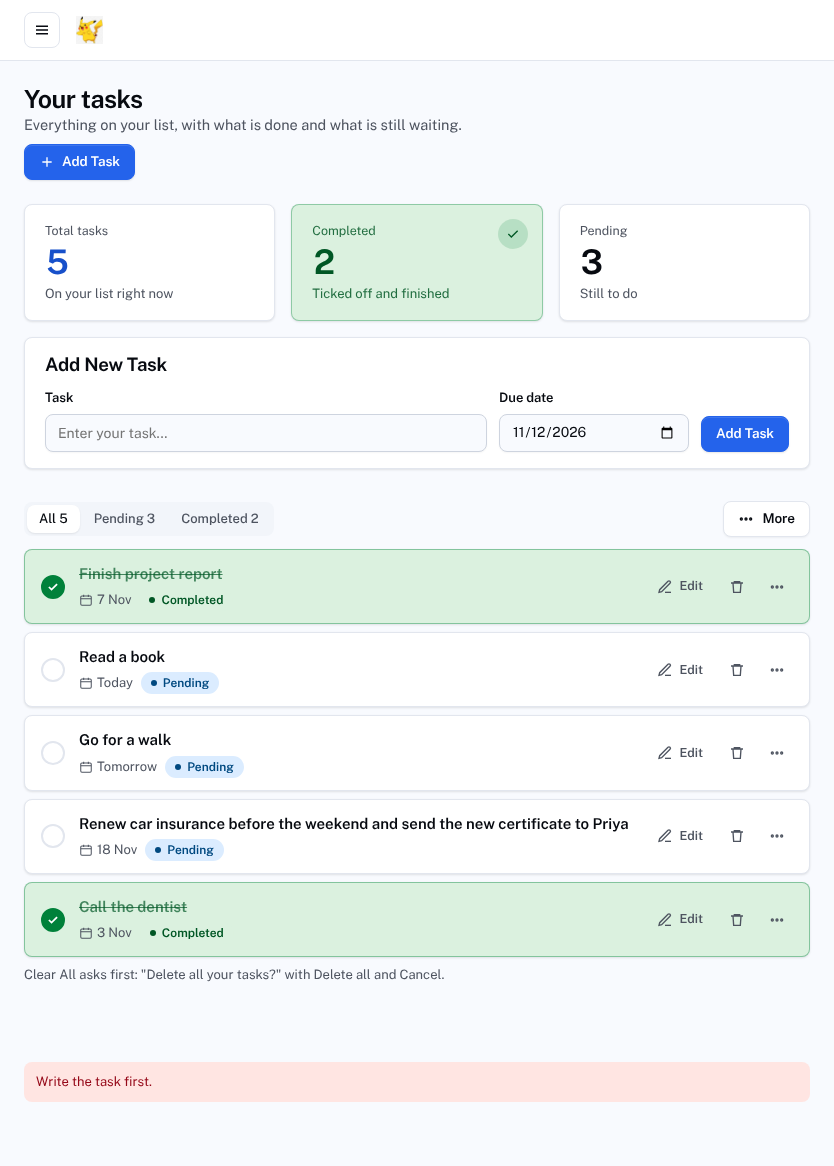 Your tasks
Everything on your list, with what is done and what is still waiting.
Add Task
Total tasks
5
On your list right now
Completed
2
Ticked off and finished
Pending
3
Still to do
Add New Task
Task
Due date
Enter your task...
11/12/2026
Add Task
All 5
Pending 3
Completed 2
More
Finish project report
7 Nov
Completed
Edit
Read a book
Today
Pending
Edit
Go for a walk
Tomorrow
Pending
Edit
Renew car insurance before the weekend and send the new certificate to Priya
18 Nov
Pending
Edit
Call the dentist
3 Nov
Completed
Edit
Clear All asks first: "Delete all your tasks?" with Delete all and Cancel.
Write the task first.